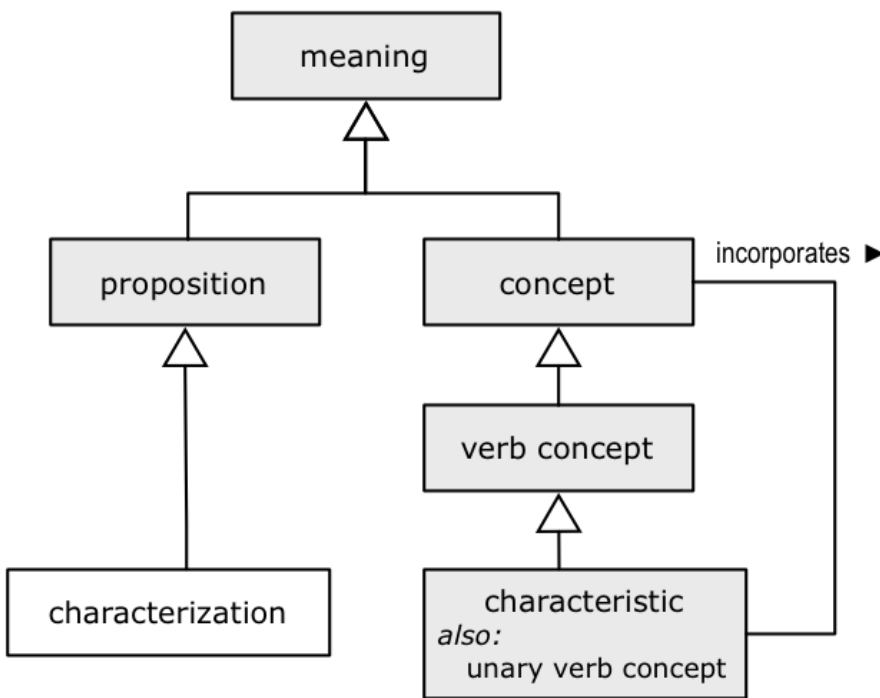 meaning
proposition
concept
incorporates ►
verb concept
characterization
characteristic
also:
unary verb concept